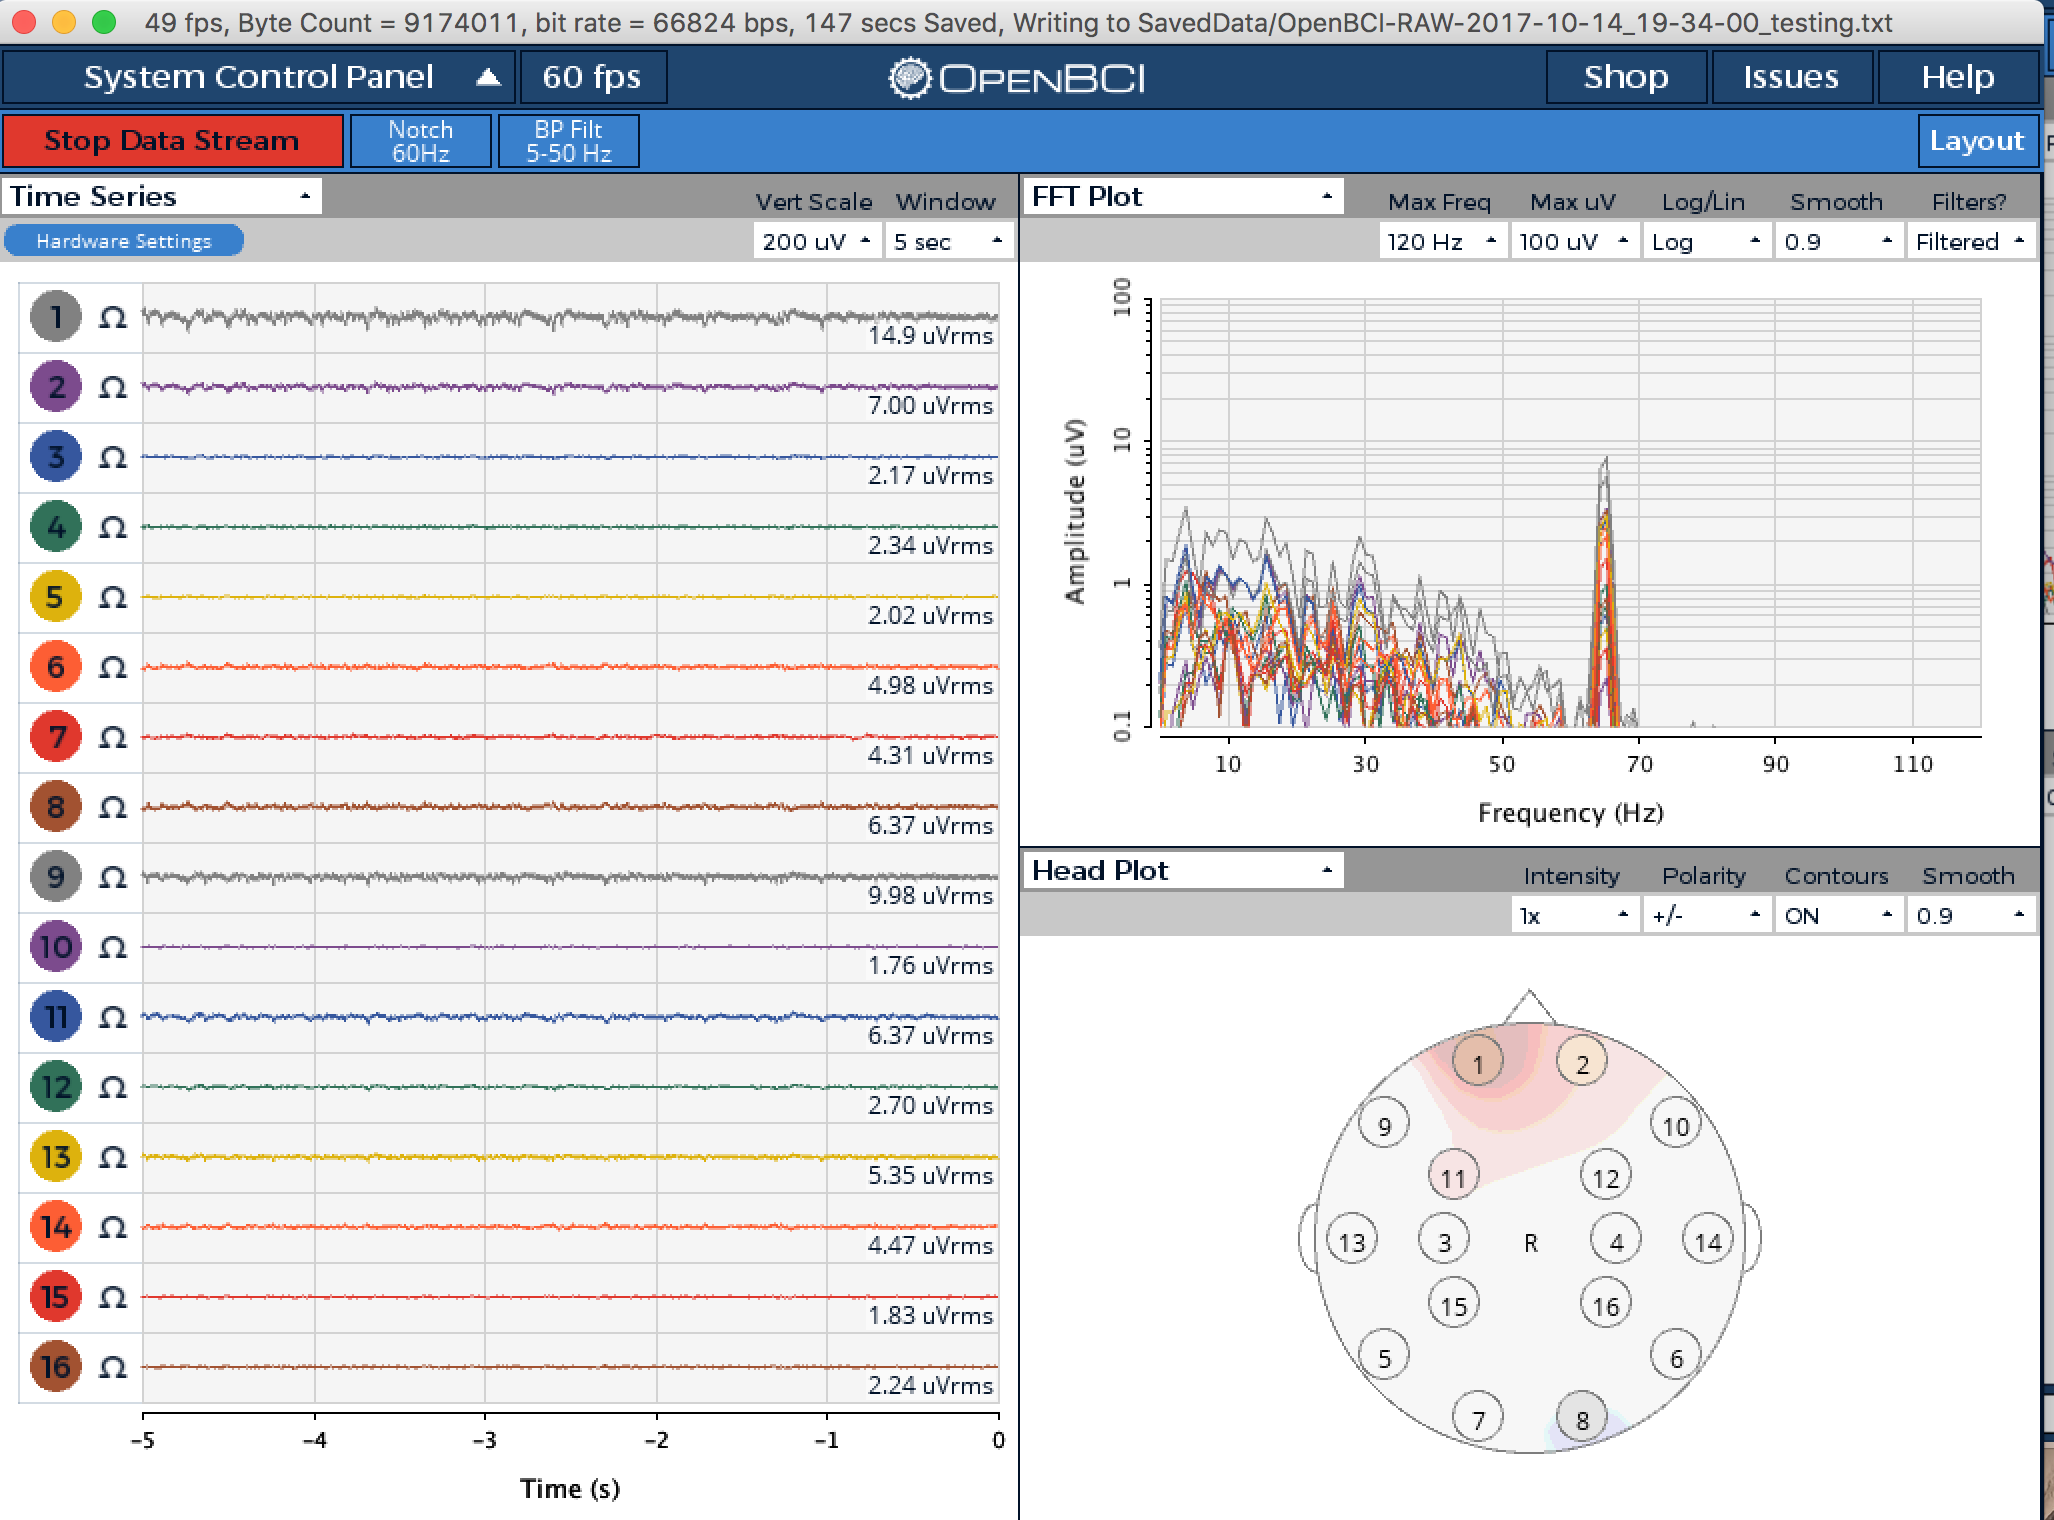 49 fps, Byte Count = 9174011, bit rate = 66824 bps, 147 secs Saved, Writing to SavedData/OpenBCI-RAW-2017-10-14_19-34-00_testing.txt
System Control Panel 60 fps OPENBCI Shop Issues Help
Stop Data Stream Notch 60Hz BP Filt 5-50 Hz Layout
Time Series Vert Scale Window
Hardware Settings 200 uV 5 sec
1 Ω 14.9 uVrms
2 Ω 7.00 uVrms
3 Ω 2.17 uVrms
4 Ω 2.34 uVrms
5 Ω 2.02 uVrms
6 Ω 4.98 uVrms
7 Ω 4.31 uVrms
8 Ω 6.37 uVrms
9 Ω 9.98 uVrms
10 Ω 1.76 uVrms
11 Ω 6.37 uVrms
12 Ω 2.70 uVrms
13 Ω 5.35 uVrms
14 Ω 4.47 uVrms
15 Ω 1.83 uVrms
16 Ω 2.24 uVrms
-5 -4 -3 -2 -1 0
Time (s)
FFT Plot Max Freq Max uV Log/Lin Smooth Filters?
120 Hz 100 uV Log 0.9 Filtered
Amplitude (uV)
100
10
1
0.1
10 30 50 70 90 110
Frequency (Hz)
Head Plot Intensity Polarity Contours Smooth
1x +/- ON 0.9
1 2
9 10
11 12
13 3 R 4 14
15 16
5 6
7 8